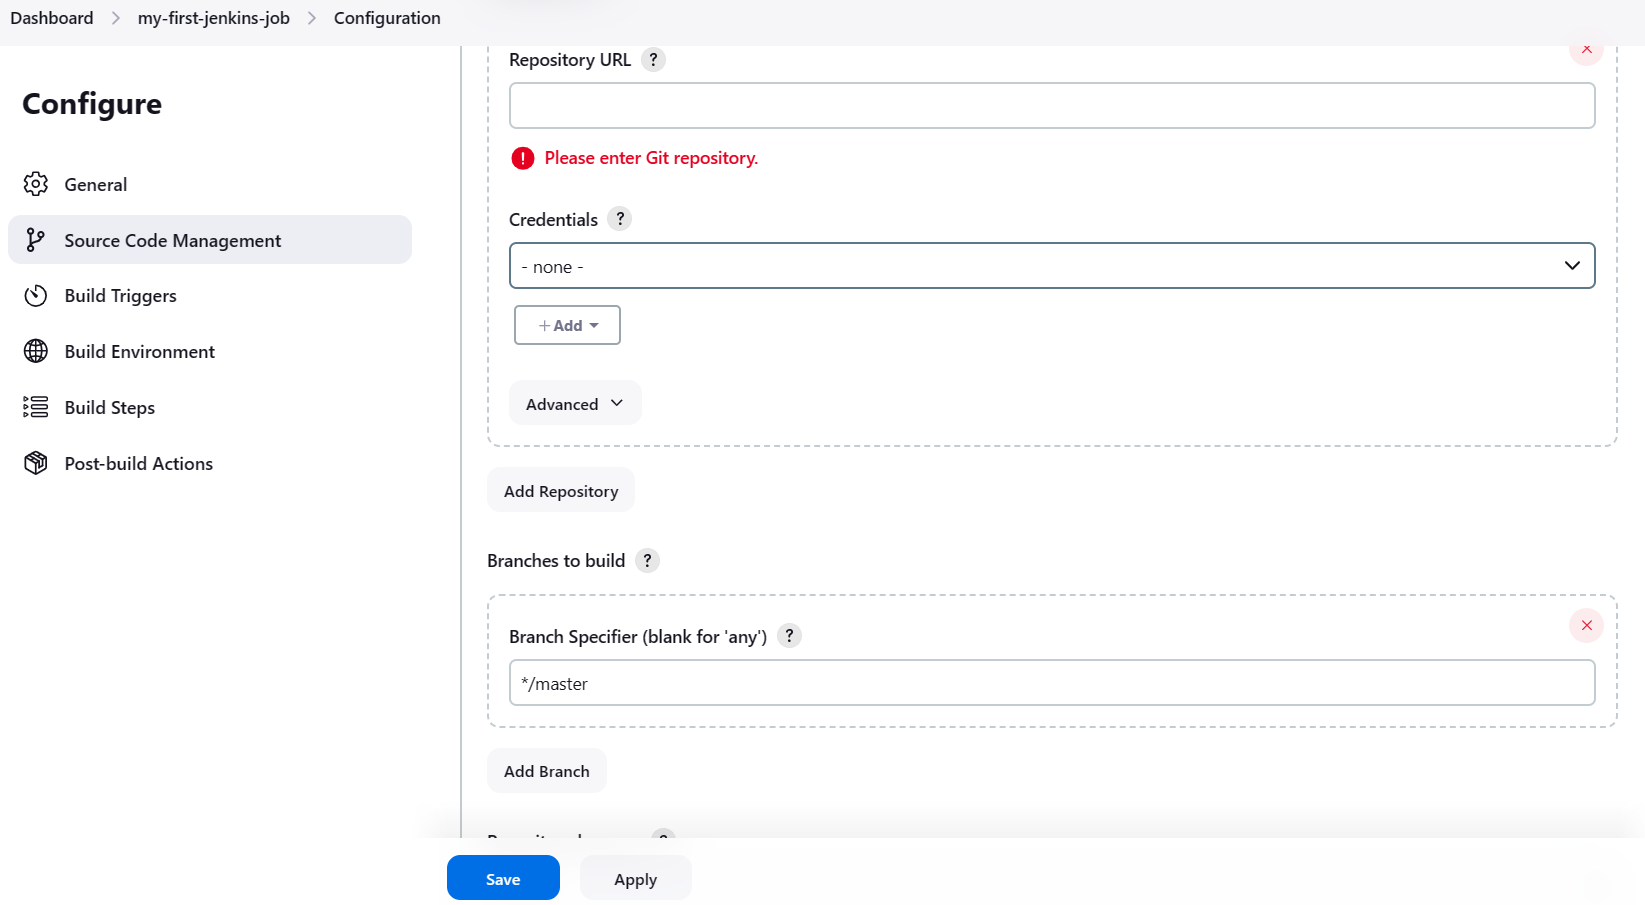 Dashboard > my-first-jenkins-job > Configuration
Configure
General
Source Code Management
Build Triggers
Build Environment
Build Steps
Post-build Actions
Repository URL ?
Please enter Git repository.
Credentials ?
- none -
+ Add
Advanced
Add Repository
Branches to build ?
Branch Specifier (blank for 'any') ?
*/master
Add Branch
Save
Apply